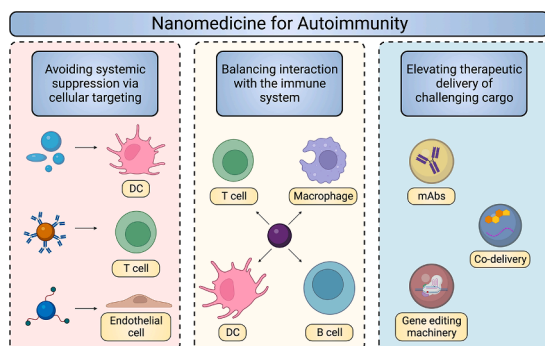 Nanomedicine for Autoimmunity
Avoiding systemic
suppression via
cellular targeting
DC
T cell
Endothelial
cell
Balancing interaction
with the immune
system
T cell
Macrophage
DC
B cell
Elevating therapeutic
delivery of
challenging cargo
mAbs
Co-delivery
Gene editing
machinery